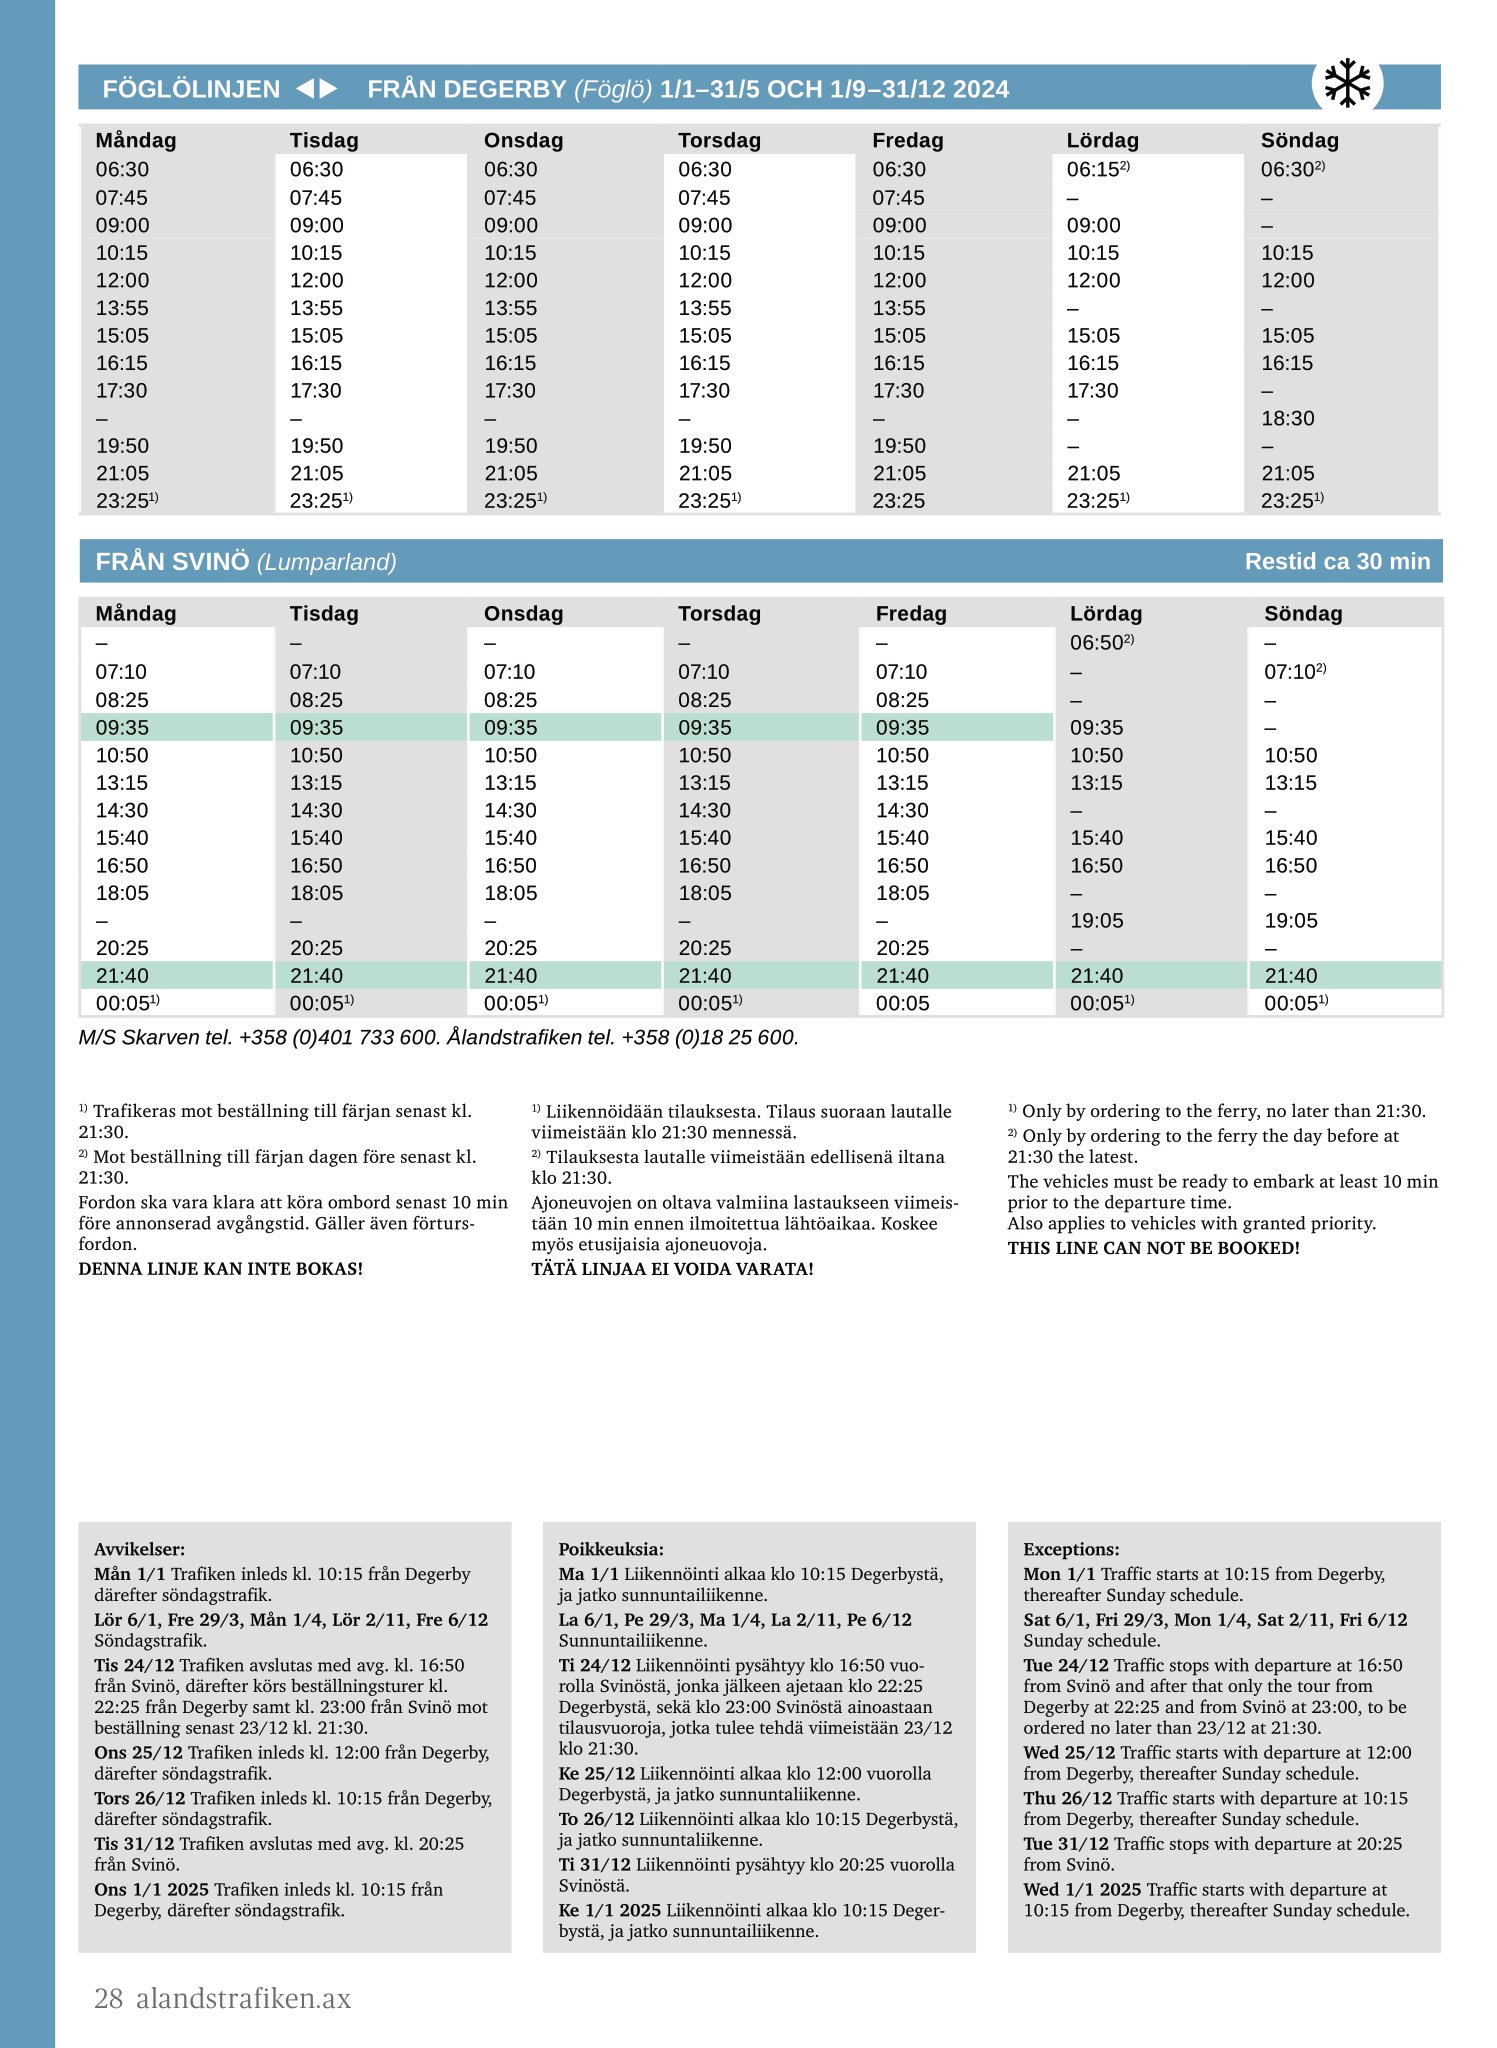 FÖGLÖLINJEN ◀▶ FRÅN DEGERBY (Föglö) 1/1–31/5 OCH 1/9–31/12 2024
Måndag Tisdag Onsdag Torsdag Fredag Lördag Söndag
06:30 06:30 06:30 06:30 06:30 06:15²⁾ 06:30²⁾
07:45 07:45 07:45 07:45 07:45 – –
09:00 09:00 09:00 09:00 09:00 09:00 –
10:15 10:15 10:15 10:15 10:15 10:15 10:15
12:00 12:00 12:00 12:00 12:00 12:00 12:00
13:55 13:55 13:55 13:55 13:55 – –
15:05 15:05 15:05 15:05 15:05 15:05 15:05
16:15 16:15 16:15 16:15 16:15 16:15 16:15
17:30 17:30 17:30 17:30 17:30 17:30 –
– – – – – – 18:30
19:50 19:50 19:50 19:50 19:50 – –
21:05 21:05 21:05 21:05 21:05 21:05 21:05
23:25¹⁾ 23:25¹⁾ 23:25¹⁾ 23:25¹⁾ 23:25 23:25¹⁾ 23:25¹⁾
FRÅN SVINÖ (Lumparland) Restid ca 30 min
Måndag Tisdag Onsdag Torsdag Fredag Lördag Söndag
– – – – – 06:50²⁾ –
07:10 07:10 07:10 07:10 07:10 – 07:10²⁾
08:25 08:25 08:25 08:25 08:25 – –
09:35 09:35 09:35 09:35 09:35 09:35 –
10:50 10:50 10:50 10:50 10:50 10:50 10:50
13:15 13:15 13:15 13:15 13:15 13:15 13:15
14:30 14:30 14:30 14:30 14:30 – –
15:40 15:40 15:40 15:40 15:40 15:40 15:40
16:50 16:50 16:50 16:50 16:50 16:50 16:50
18:05 18:05 18:05 18:05 18:05 – –
– – – – – 19:05 19:05
20:25 20:25 20:25 20:25 20:25 – –
21:40 21:40 21:40 21:40 21:40 21:40 21:40
00:05¹⁾ 00:05¹⁾ 00:05¹⁾ 00:05¹⁾ 00:05 00:05¹⁾ 00:05¹⁾
M/S Skarven tel. +358 (0)401 733 600. Ålandstrafiken tel. +358 (0)18 25 600.
¹⁾ Trafikeras mot beställning till färjan senast kl.
21:30.
²⁾ Mot beställning till färjan dagen före senast kl.
21:30.
Fordon ska vara klara att köra ombord senast 10 min
före annonserad avgångstid. Gäller även förturs-
fordon.
DENNA LINJE KAN INTE BOKAS!
¹⁾ Liikennöidään tilauksesta. Tilaus suoraan lautalle
viimeistään klo 21:30 mennessä.
²⁾ Tilauksesta lautalle viimeistään edellisenä iltana
klo 21:30.
Ajoneuvojen on oltava valmiina lastaukseen viimeis-
tään 10 min ennen ilmoitettua lähtöaikaa. Koskee
myös etusijaisia ajoneuovoja.
TÄTÄ LINJAA EI VOIDA VARATA!
¹⁾ Only by ordering to the ferry, no later than 21:30.
²⁾ Only by ordering to the ferry the day before at
21:30 the latest.
The vehicles must be ready to embark at least 10 min
prior to the departure time.
Also applies to vehicles with granted priority.
THIS LINE CAN NOT BE BOOKED!
Avvikelser:
Mån 1/1 Trafiken inleds kl. 10:15 från Degerby
därefter söndagstrafik.
Lör 6/1, Fre 29/3, Mån 1/4, Lör 2/11, Fre 6/12
Söndagstrafik.
Tis 24/12 Trafiken avslutas med avg. kl. 16:50
från Svinö, därefter körs beställningsturer kl.
22:25 från Degerby samt kl. 23:00 från Svinö mot
beställning senast 23/12 kl. 21:30.
Ons 25/12 Trafiken inleds kl. 12:00 från Degerby,
därefter söndagstrafik.
Tors 26/12 Trafiken inleds kl. 10:15 från Degerby,
därefter söndagstrafik.
Tis 31/12 Trafiken avslutas med avg. kl. 20:25
från Svinö.
Ons 1/1 2025 Trafiken inleds kl. 10:15 från
Degerby, därefter söndagstrafik.
Poikkeuksia:
Ma 1/1 Liikennöinti alkaa klo 10:15 Degerbystä,
ja jatko sunnuntailiikenne.
La 6/1, Pe 29/3, Ma 1/4, La 2/11, Pe 6/12
Sunnuntailiikenne.
Ti 24/12 Liikennöinti pysähtyy klo 16:50 vuo-
rolla Svinöstä, jonka jälkeen ajetaan klo 22:25
Degerbystä, sekä klo 23:00 Svinöstä ainoastaan
tilausvuoroja, jotka tulee tehdä viimeistään 23/12
klo 21:30.
Ke 25/12 Liikennöinti alkaa klo 12:00 vuorolla
Degerbystä, ja jatko sunnuntaliikenne.
To 26/12 Liikennöinti alkaa klo 10:15 Degerbystä,
ja jatko sunnuntaliikenne.
Ti 31/12 Liikennöinti pysähtyy klo 20:25 vuorolla
Svinöstä.
Ke 1/1 2025 Liikennöinti alkaa klo 10:15 Deger-
bystä, ja jatko sunnuntailiikenne.
Exceptions:
Mon 1/1 Traffic starts at 10:15 from Degerby,
thereafter Sunday schedule.
Sat 6/1, Fri 29/3, Mon 1/4, Sat 2/11, Fri 6/12
Sunday schedule.
Tue 24/12 Traffic stops with departure at 16:50
from Svinö and after that only the tour from
Degerby at 22:25 and from Svinö at 23:00, to be
ordered no later than 23/12 at 21:30.
Wed 25/12 Traffic starts with departure at 12:00
from Degerby, thereafter Sunday schedule.
Thu 26/12 Traffic starts with departure at 10:15
from Degerby, thereafter Sunday schedule.
Tue 31/12 Traffic stops with departure at 20:25
from Svinö.
Wed 1/1 2025 Traffic starts with departure at
10:15 from Degerby, thereafter Sunday schedule.
28 alandstrafiken.ax